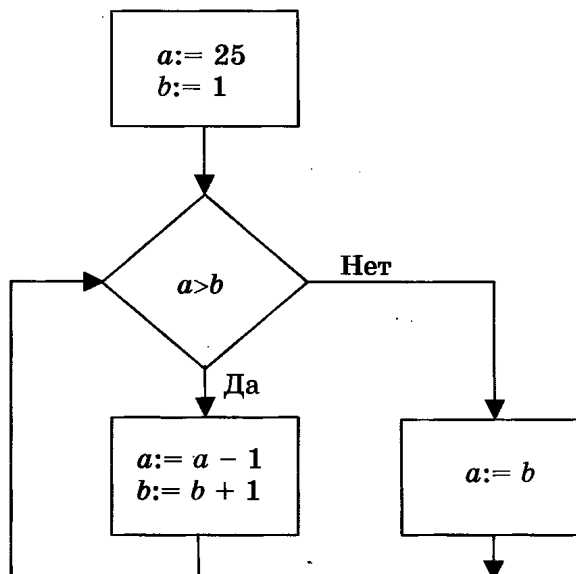 a:= 25
b:= 1
a>b
Нет
Да
a:= a – 1
b:= b + 1
a:= b